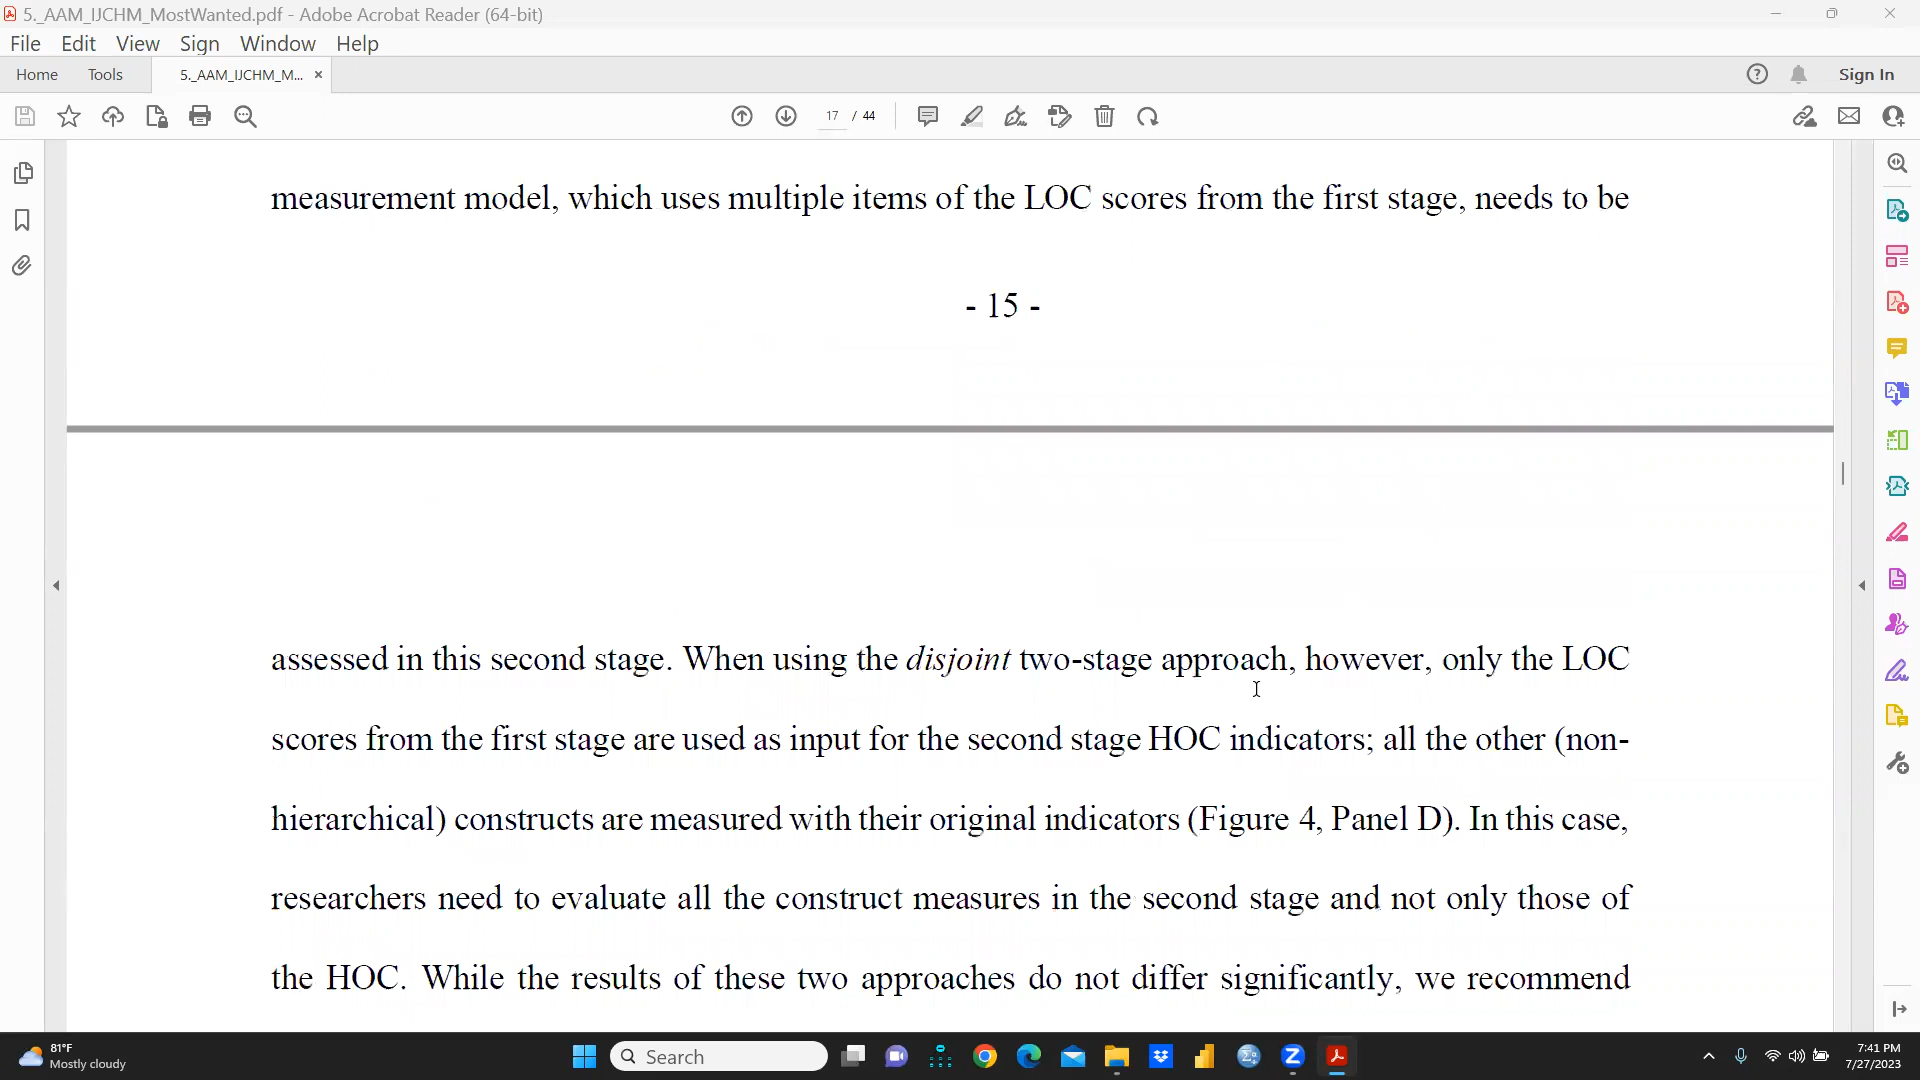 5._AAM_IJCHM_MostWanted.pdf - Adobe Acrobat Reader (64-bit)
File Edit View Sign Window Help
Home Tools 5._AAM_IJCHM_M... × Sign In
17 / 44
measurement model, which uses multiple items of the LOC scores from the first stage, needs to be
- 15 -
assessed in this second stage. When using the disjoint two-stage approach, however, only the LOC
scores from the first stage are used as input for the second stage HOC indicators; all the other (non-
hierarchical) constructs are measured with their original indicators (Figure 4, Panel D). In this case,
researchers need to evaluate all the construct measures in the second stage and not only those of
the HOC. While the results of these two approaches do not differ significantly, we recommend
81°F
Mostly cloudy
Search
7:41 PM
7/27/2023